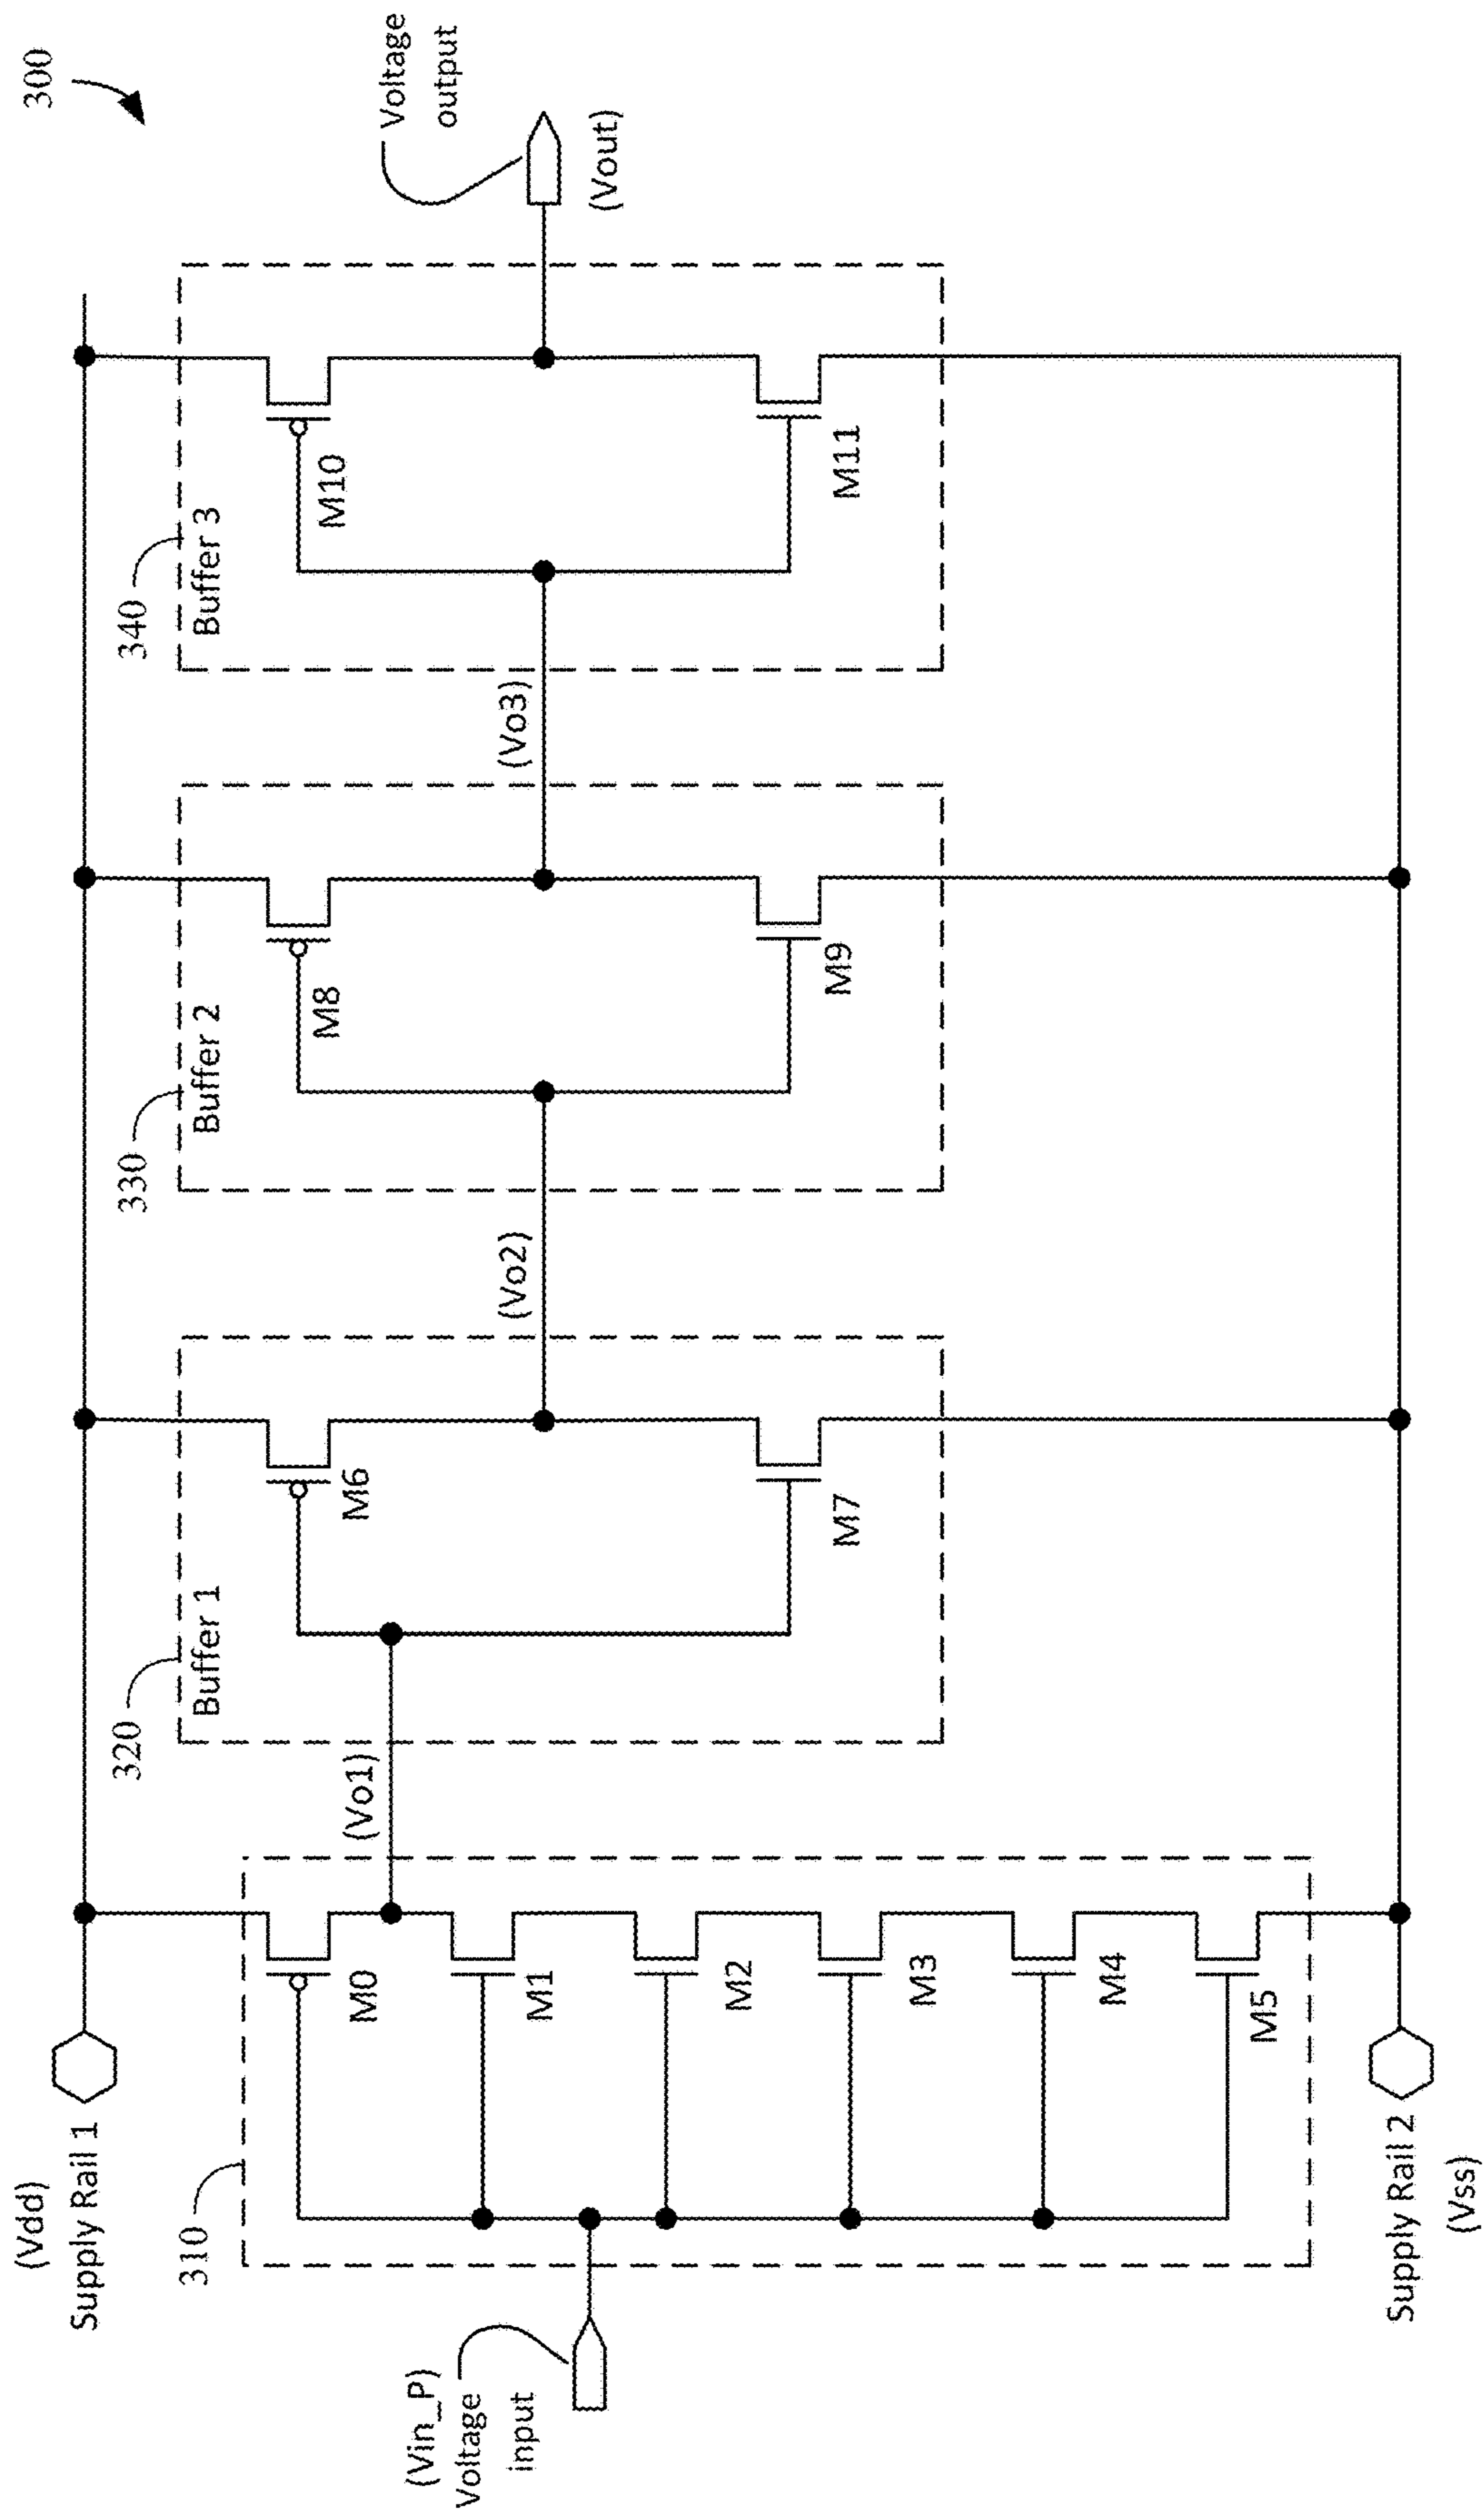 300
(Vdd)
Supply Rail 1
310
(Vin_P)
Voltage
input
M0
M1
M2
M3
M4
M5
Supply Rail 2
(Vss)
(Vo1)
320
Buffer 1
M6
M7
(Vo2)
330
Buffer 2
M8
M9
(Vo3)
340
Buffer 3
M10
M11
Voltage
output
(Vout)